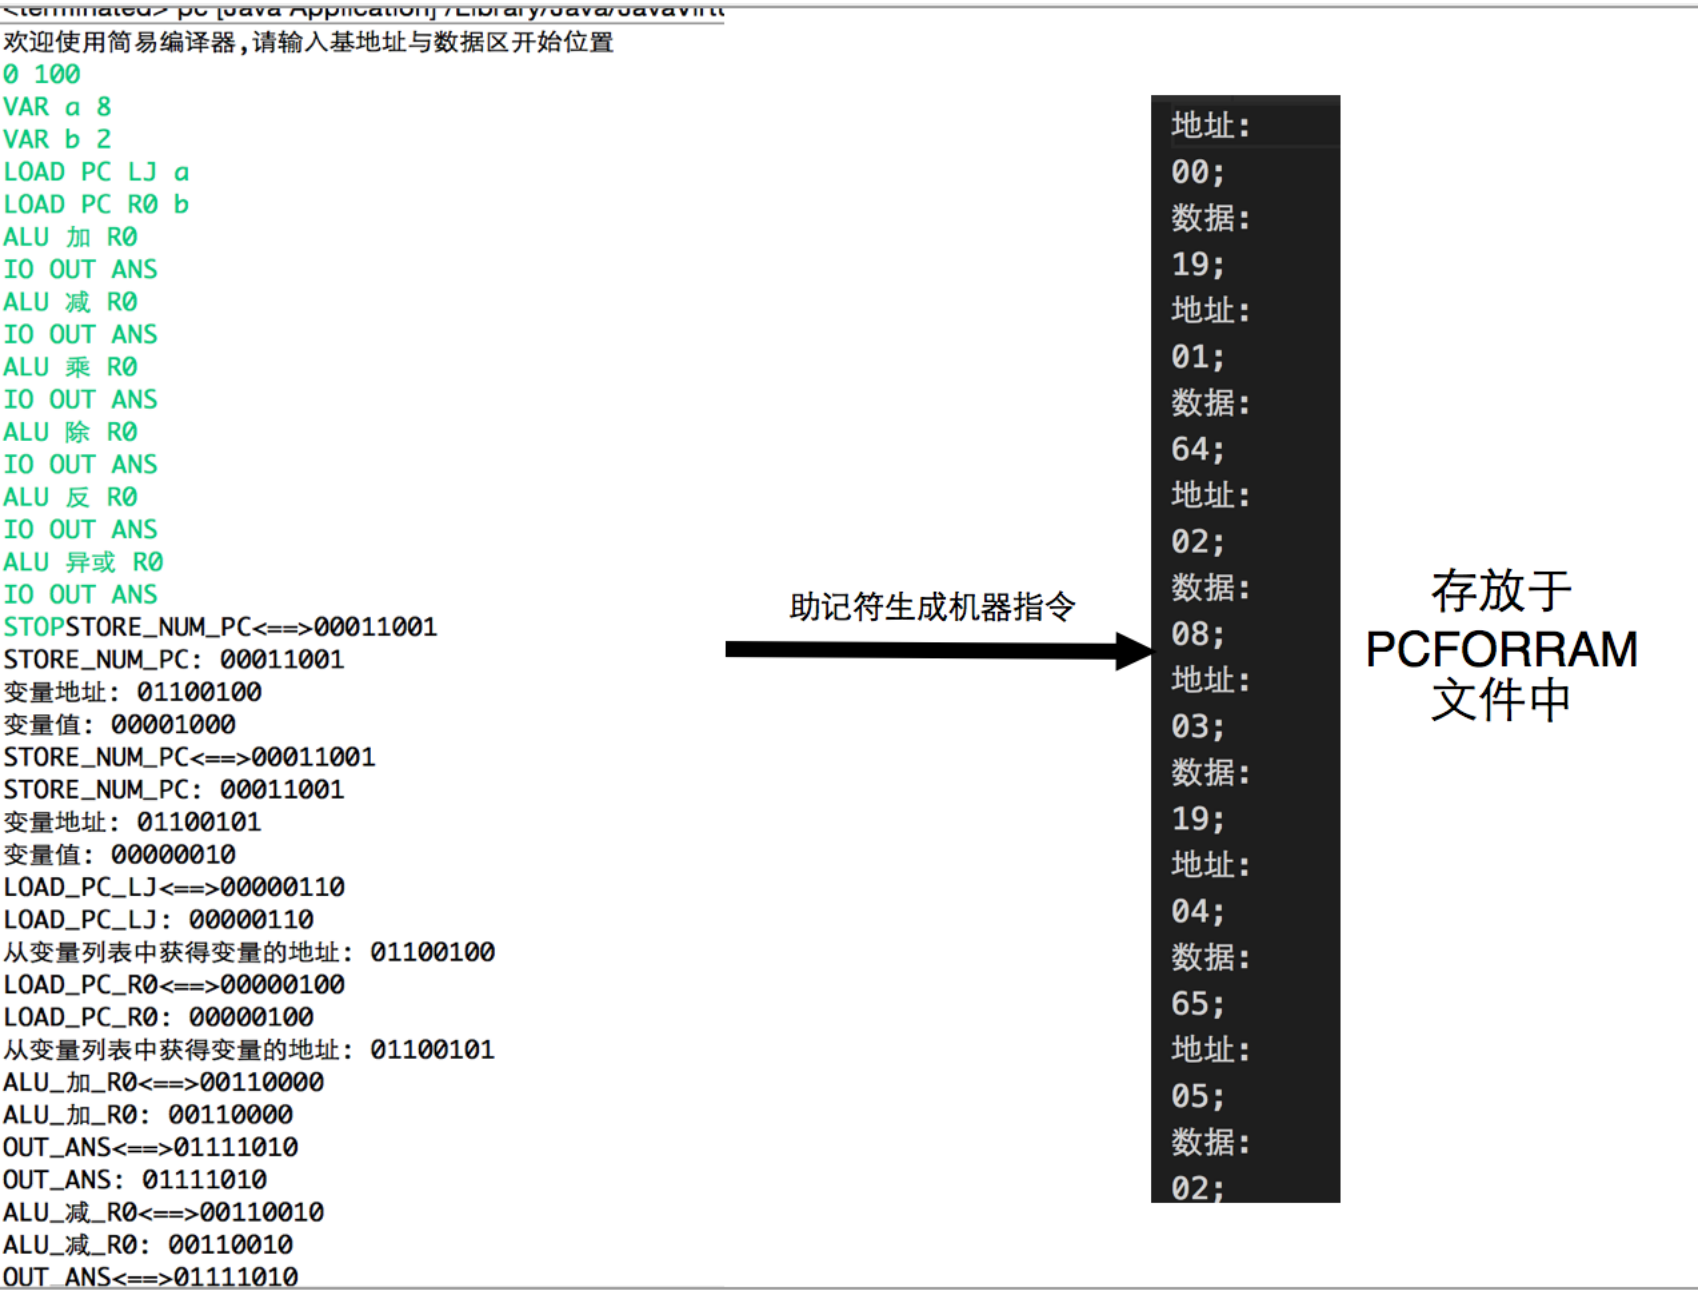 <terminated> pc [Java Application] /Library/Java/JavaVirtu
欢迎使用简易编译器,请输入基地址与数据区开始位置
0 100
VAR a 8
VAR b 2
LOAD PC LJ a
LOAD PC R0 b
ALU 加 R0
IO OUT ANS
ALU 减 R0
IO OUT ANS
ALU 乘 R0
IO OUT ANS
ALU 除 R0
IO OUT ANS
ALU 反 R0
IO OUT ANS
ALU 异或 R0
IO OUT ANS
STOPSTORE_NUM_PC<==>00011001
STORE_NUM_PC: 00011001
变量地址: 01100100
变量值: 00001000
STORE_NUM_PC<==>00011001
STORE_NUM_PC: 00011001
变量地址: 01100101
变量值: 00000010
LOAD_PC_LJ<==>00000110
LOAD_PC_LJ: 00000110
从变量列表中获得变量的地址: 01100100
LOAD_PC_R0<==>00000100
LOAD_PC_R0: 00000100
从变量列表中获得变量的地址: 01100101
ALU_加_R0<==>00110000
ALU_加_R0: 00110000
OUT_ANS<==>01111010
OUT_ANS: 01111010
ALU_减_R0<==>00110010
ALU_减_R0: 00110010
OUT_ANS<==>01111010
助记符生成机器指令
地址:
00;
数据:
19;
地址:
01;
数据:
64;
地址:
02;
数据:
08;
地址:
03;
数据:
19;
地址:
04;
数据:
65;
地址:
05;
数据:
02;
存放于
PCFORRAM
文件中